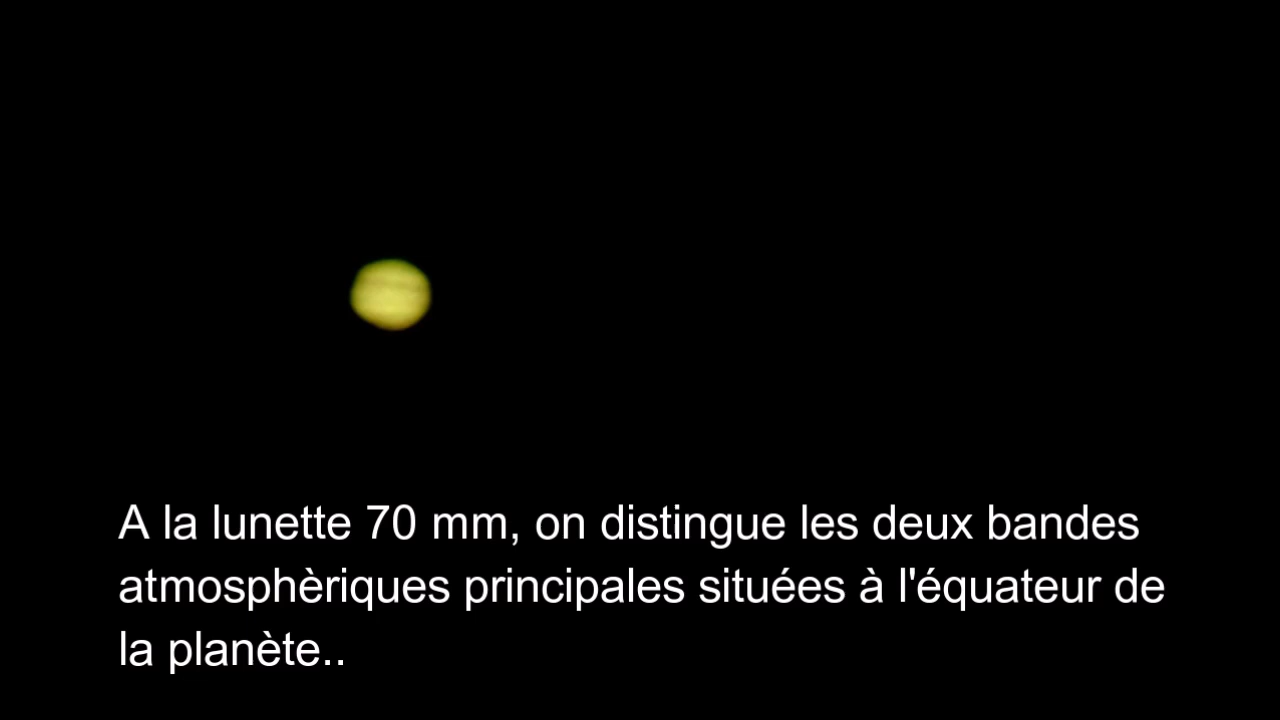 A la lunette 70 mm, on distingue les deux bandes
atmosphèriques principales situées à l'équateur de
la planète..